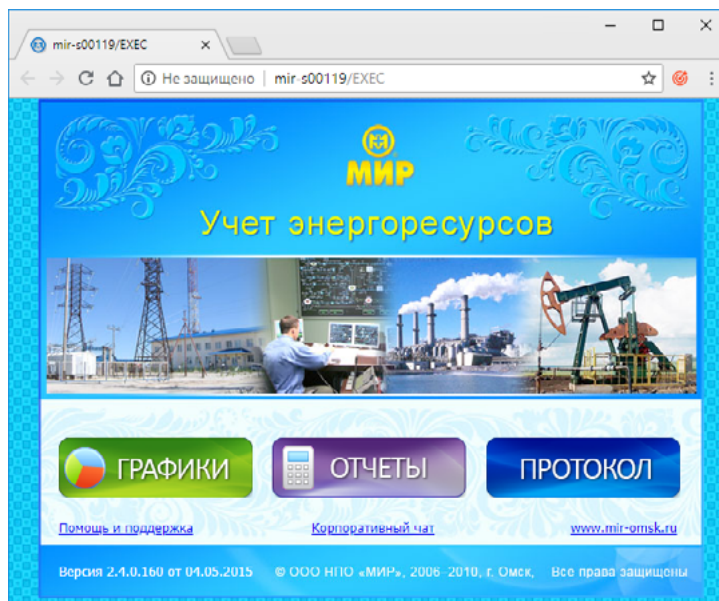 mir-s00119/EXEC
Не защищено | mir-s00119/EXEC
МИР
Учет энергоресурсов
ГРАФИКИ ОТЧЕТЫ ПРОТОКОЛ
Помощь и поддержка Корпоративный чат www.mir-omsk.ru
Версия 2.4.0.160 от 04.05.2015 © ООО НПО «МИР», 2006-2010, г. Омск, Все права защищены